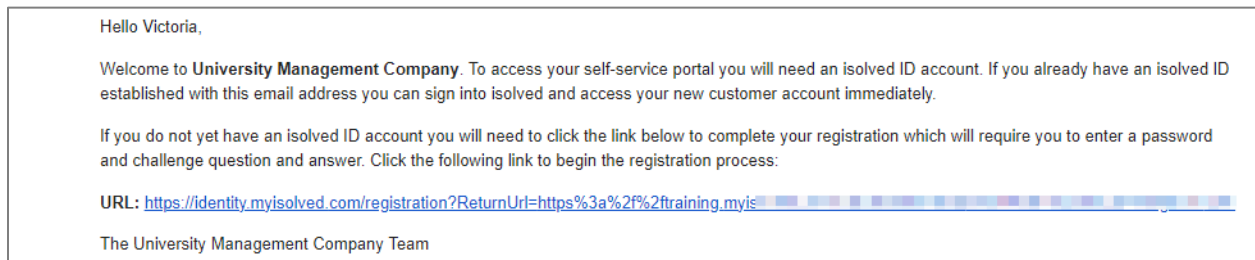 Hello Victoria,
Welcome to University Management Company. To access your self-service portal you will need an isolved ID account. If you already have an isolved ID
established with this email address you can sign into isolved and access your new customer account immediately.
If you do not yet have an isolved ID account you will need to click the link below to complete your registration which will require you to enter a password
and challenge question and answer. Click the following link to begin the registration process:
URL: https://identity.myisolved.com/registration?ReturnUrl=https%3a%2f%2ftraining.myis
The University Management Company Team